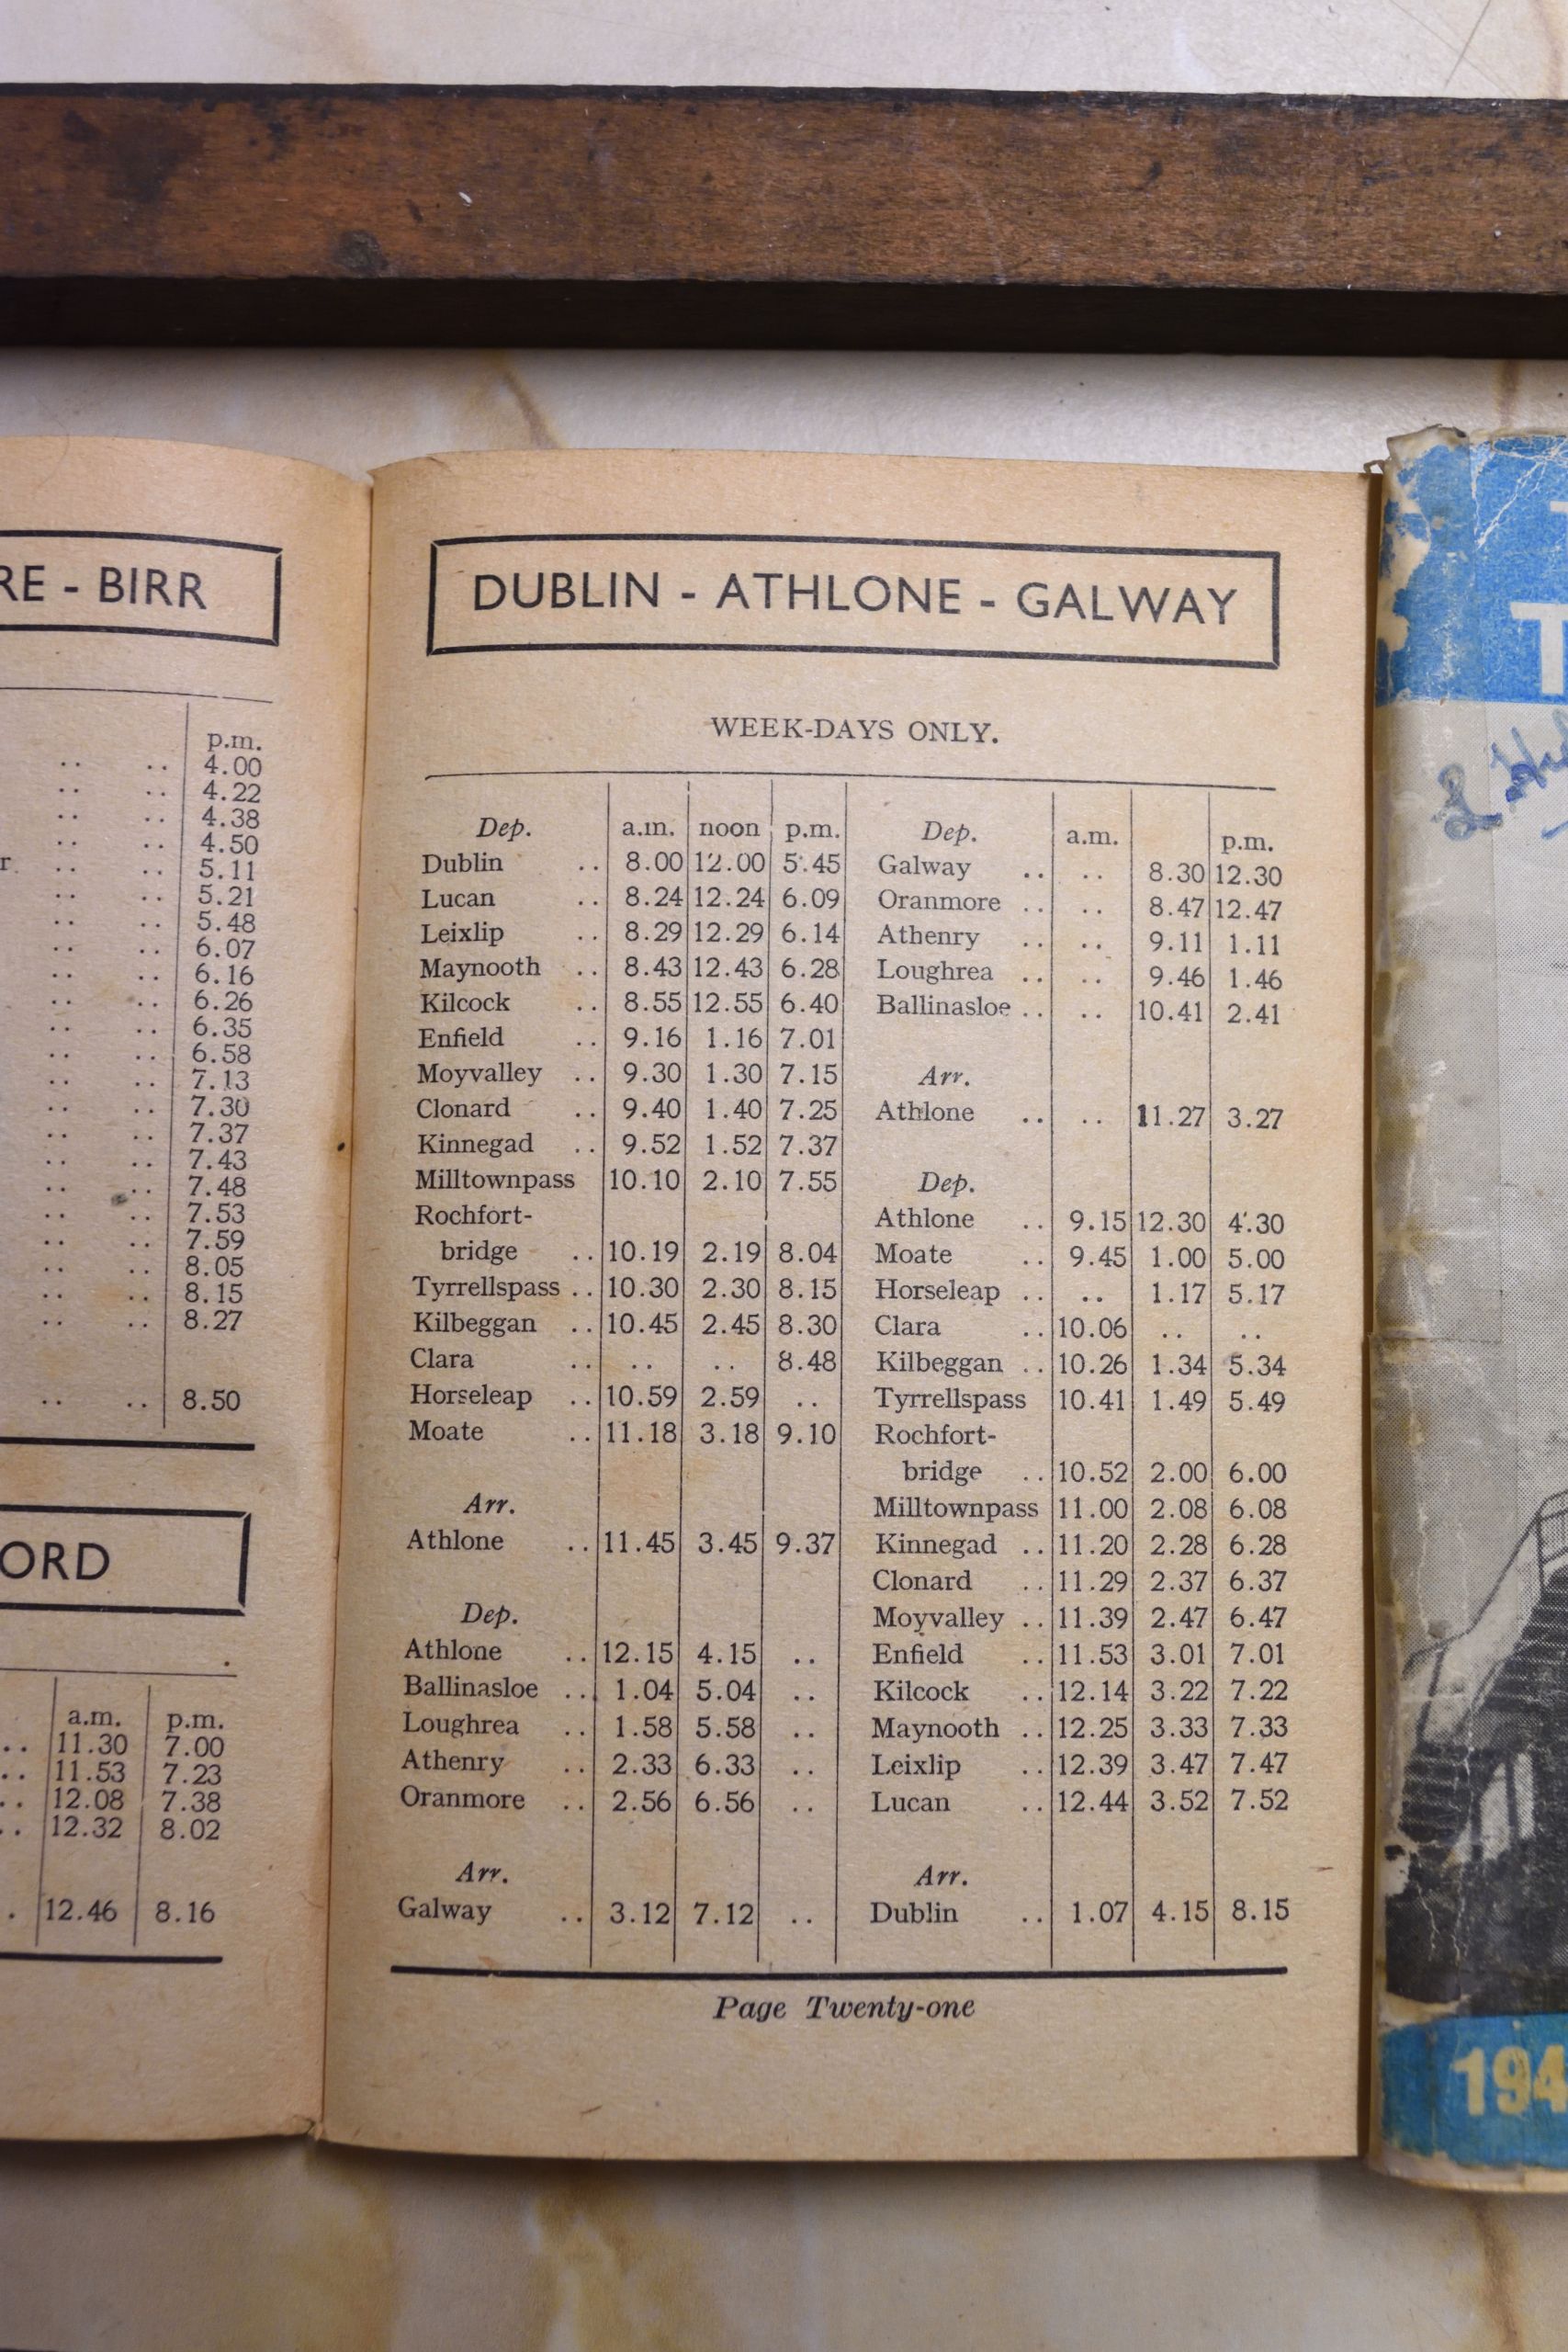 RE - BIRR
p.m.
.. .. 4.00
.. .. 4.22
.. .. 4.38
.. .. 4.50
r. .. .. 5.11
.. .. 5.21
.. .. 5.48
.. .. 6.07
.. .. 6.16
.. .. 6.26
.. .. 6.35
.. .. 6.58
.. .. 7.13
.. .. 7.30
.. .. 7.37
.. .. 7.43
.. .. 7.48
.. .. 7.53
.. .. 7.59
.. .. 8.05
.. .. 8.15
.. .. 8.27
.. .. 8.50
ORD
a.m. p.m.
.. 11.30 7.00
.. 11.53 7.23
.. 12.08 7.38
.. 12.32 8.02
. 12.46 8.16
DUBLIN - ATHLONE - GALWAY
WEEK-DAYS ONLY.
Dep. a.m. noon p.m.
Dublin .. 8.00 12.00 5.45
Lucan .. 8.24 12.24 6.09
Leixlip .. 8.29 12.29 6.14
Maynooth .. 8.43 12.43 6.28
Kilcock .. 8.55 12.55 6.40
Enfield .. 9.16 1.16 7.01
Moyvalley .. 9.30 1.30 7.15
Clonard .. 9.40 1.40 7.25
Kinnegad .. 9.52 1.52 7.37
Milltownpass 10.10 2.10 7.55
Rochfort-
bridge .. 10.19 2.19 8.04
Tyrrellspass .. 10.30 2.30 8.15
Kilbeggan .. 10.45 2.45 8.30
Clara .. .. .. 8.48
Horseleap .. 10.59 2.59 ..
Moate .. 11.18 3.18 9.10
Arr.
Athlone .. 11.45 3.45 9.37
Dep.
Athlone .. 12.15 4.15 ..
Ballinasloe .. 1.04 5.04 ..
Loughrea .. 1.58 5.58 ..
Athenry .. 2.33 6.33 ..
Oranmore .. 2.56 6.56 ..
Arr.
Galway .. 3.12 7.12 ..
Dep. a.m. p.m.
Galway .. .. 8.30 12.30
Oranmore .. .. 8.47 12.47
Athenry .. .. 9.11 1.11
Loughrea .. .. 9.46 1.46
Ballinasloe .. .. 10.41 2.41
Arr.
Athlone .. .. 11.27 3.27
Dep.
Athlone .. 9.15 12.30 4.30
Moate .. 9.45 1.00 5.00
Horseleap .. .. 1.17 5.17
Clara .. 10.06 .. ..
Kilbeggan .. 10.26 1.34 5.34
Tyrrellspass 10.41 1.49 5.49
Rochfort-
bridge .. 10.52 2.00 6.00
Milltownpass 11.00 2.08 6.08
Kinnegad .. 11.20 2.28 6.28
Clonard .. 11.29 2.37 6.37
Moyvalley .. 11.39 2.47 6.47
Enfield .. 11.53 3.01 7.01
Kilcock .. 12.14 3.22 7.22
Maynooth .. 12.25 3.33 7.33
Leixlip .. 12.39 3.47 7.47
Lucan .. 12.44 3.52 7.52
Arr.
Dublin .. 1.07 4.15 8.15
Page Twenty-one
T
194